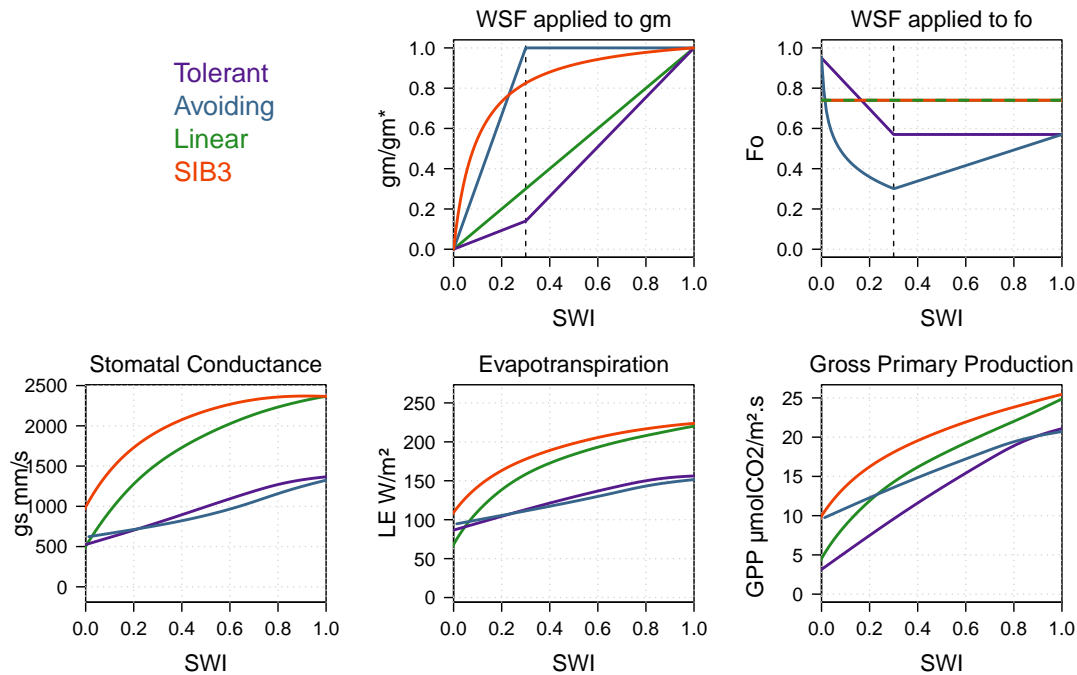 Tolerant
Avoiding
Linear
SIB3
WSF applied to gm
1.0
0.8
0.6
0.4
0.2
0.0
gm/gm*
0.0 0.2 0.4 0.6 0.8 1.0
SWI
WSF applied to fo
1.0
0.8
0.6
0.4
0.2
0.0
Fo
0.0 0.2 0.4 0.6 0.8 1.0
SWI
Stomatal Conductance
2500
2000
1500
1000
500
0
gs mm/s
0.0 0.2 0.4 0.6 0.8 1.0
SWI
Evapotranspiration
250
200
150
100
50
0
LE W/m²
0.0 0.2 0.4 0.6 0.8 1.0
SWI
Gross Primary Production
25
20
15
10
5
0
GPP µmolCO2/m².s
0.0 0.2 0.4 0.6 0.8 1.0
SWI